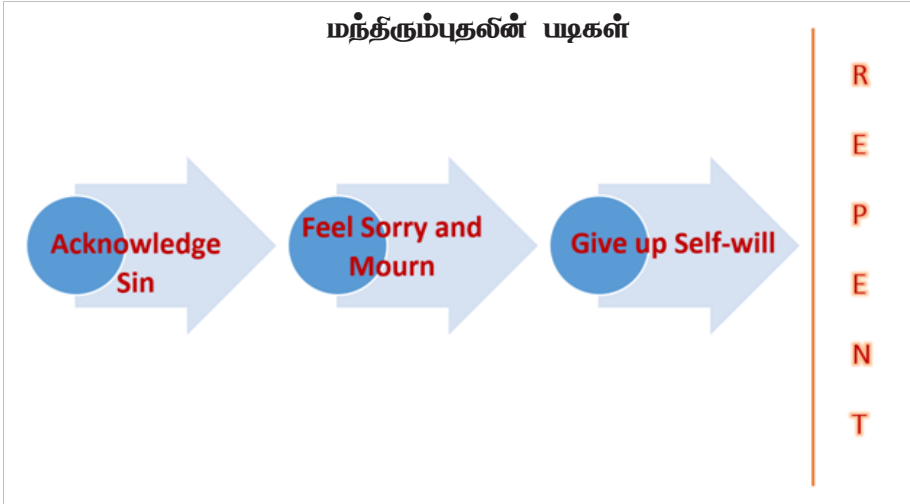 மந்திரும்புதலின் படிகள்
Acknowledge
Sin
Feel Sorry and
Mourn
Give up Self-will
R
E
P
E
N
T